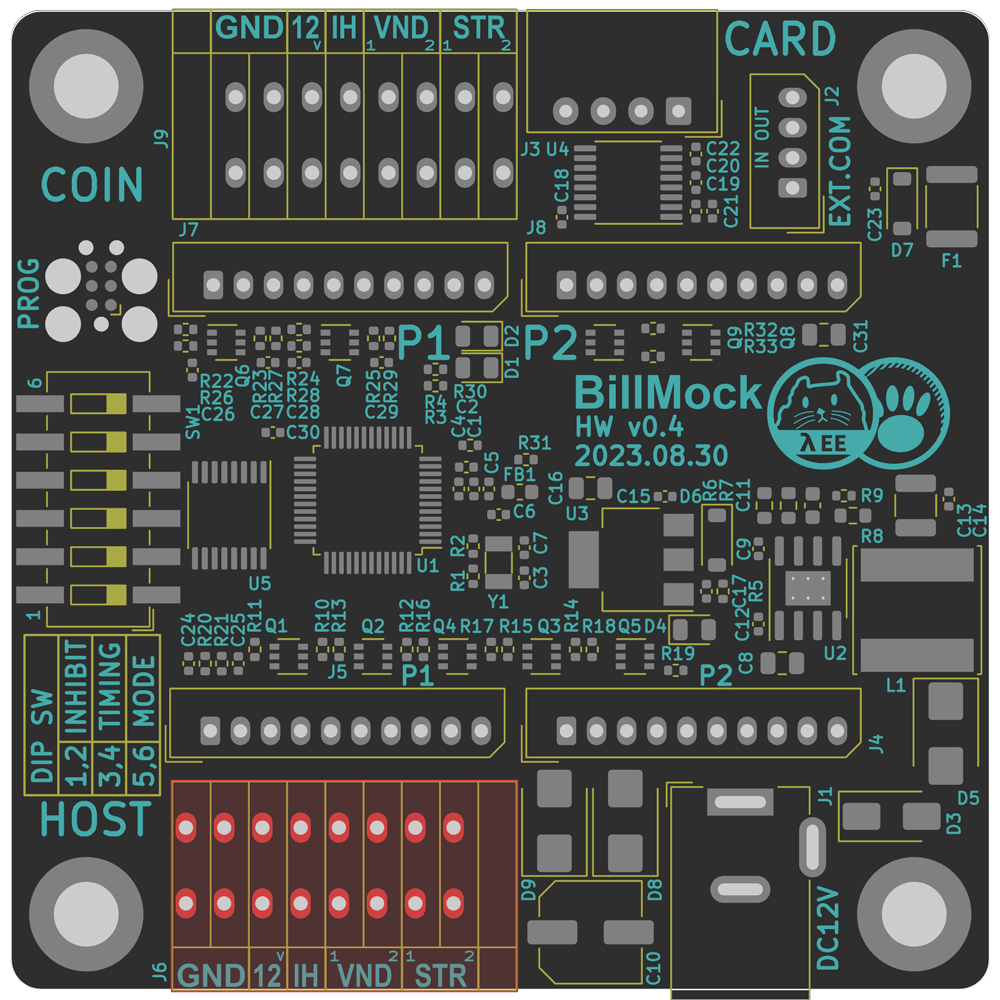 GND 12V IH VND STR
1 2 1 2
CARD
J9
J2
IN OUT
EXT.COM
J3 U4
C22
C20
C19
C18
C21
COIN
C23
D7
F1
J7
J8
PROG
P1
D2
D1
P2
Q9
R32
R33
Q8
C31
6
SW1
R22
R26
C26
Q6
R23
R27
C27
R24
R28
C28
Q7
R25
R29
C29
R30
R4
R3
C2
C4
C1
C30
BillMock
HW v0.4
2023.08.30
λ EE
R31
C5
FB1
C6
C16
U3
C15
D6
R6
R7
C11
R9
R8
C13
C14
U5
U1
R2
R1
C7
C3
Y1
C9
C17
C12
R5
U2
C8
L1
1
C24
R20
R21
C25
R11
Q1
R10
R13
Q2
R12
R16
Q4
R17
R15
Q3
R14
R18
Q5
D4
R19
J5
P1
P2
J4
DIP SW
1,2 INHIBIT
3,4 TIMING
5,6 MODE
HOST
J1
D5
D3
D9
D8
C10
DC12V
J6
1 2 1 2
GND 12V IH VND STR